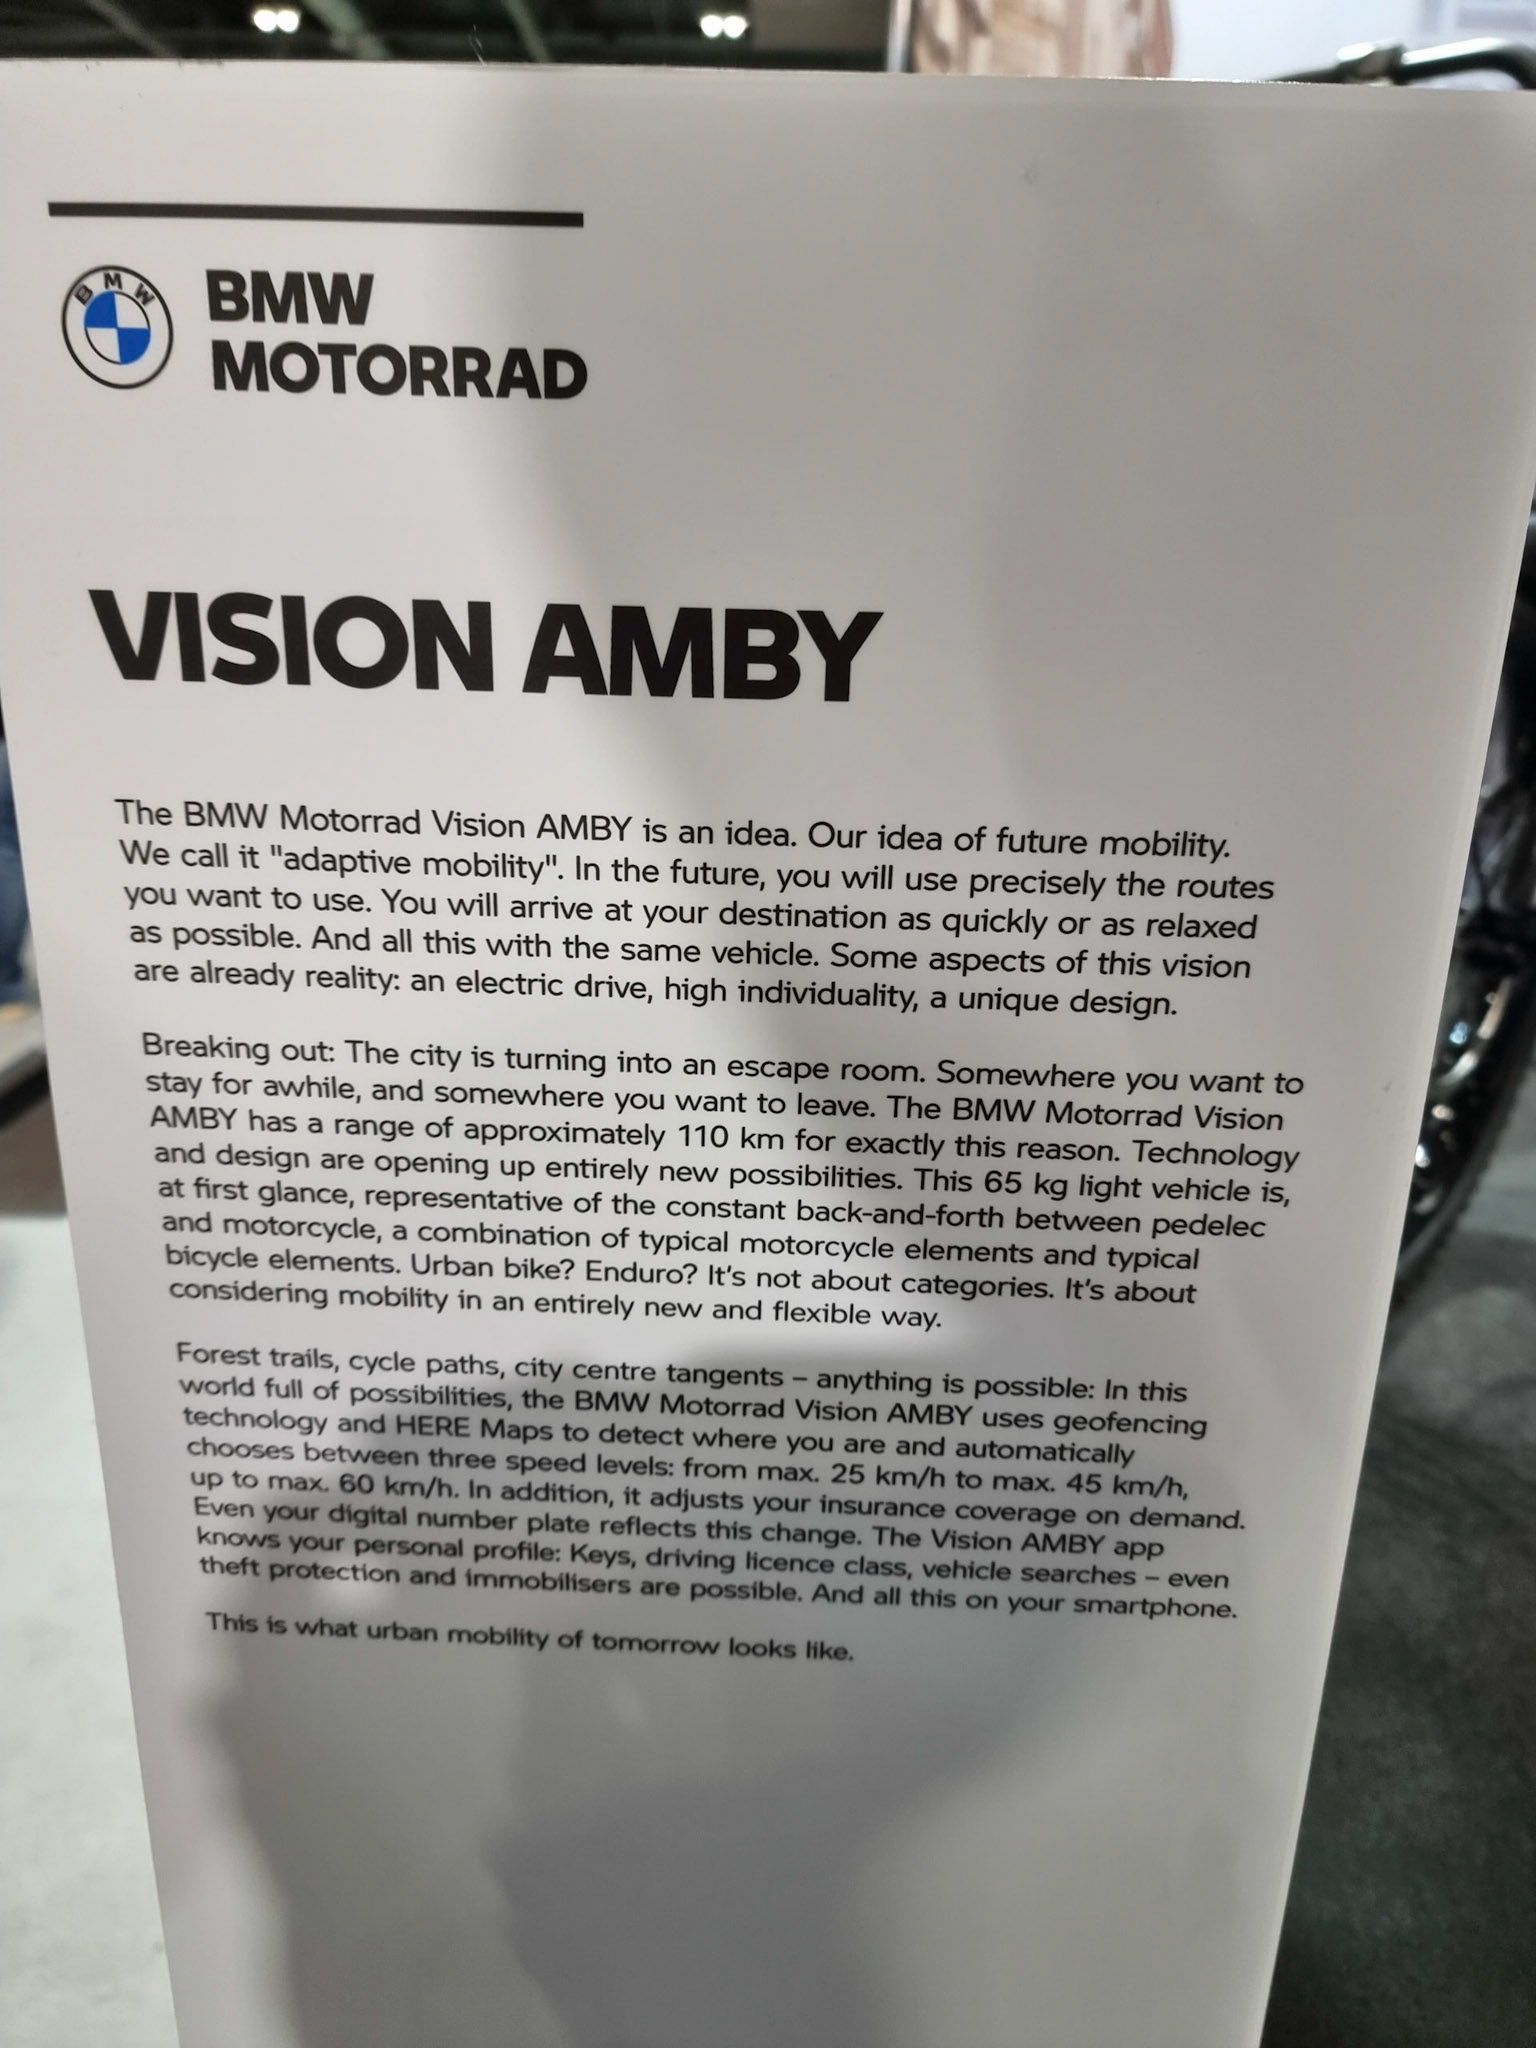 BMW
BMW
MOTORRAD
VISION AMBY
The BMW Motorrad Vision AMBY is an idea. Our idea of future mobility.
We call it "adaptive mobility". In the future, you will use precisely the routes
you want to use. You will arrive at your destination as quickly or as relaxed
as possible. And all this with the same vehicle. Some aspects of this vision
are already reality: an electric drive, high individuality, a unique design.
Breaking out: The city is turning into an escape room. Somewhere you want to
stay for awhile, and somewhere you want to leave. The BMW Motorrad Vision
AMBY has a range of approximately 110 km for exactly this reason. Technology
and design are opening up entirely new possibilities. This 65 kg light vehicle is,
at first glance, representative of the constant back-and-forth between pedelec
and motorcycle, a combination of typical motorcycle elements and typical
bicycle elements. Urban bike? Enduro? It's not about categories. It's about
considering mobility in an entirely new and flexible way.
Forest trails, cycle paths, city centre tangents – anything is possible: In this
world full of possibilities, the BMW Motorrad Vision AMBY uses geofencing
technology and HERE Maps to detect where you are and automatically
chooses between three speed levels: from max. 25 km/h to max. 45 km/h,
up to max. 60 km/h. In addition, it adjusts your insurance coverage on demand.
Even your digital number plate reflects this change. The Vision AMBY app
knows your personal profile: Keys, driving licence class, vehicle searches – even
theft protection and immobilisers are possible. And all this on your smartphone.
This is what urban mobility of tomorrow looks like.